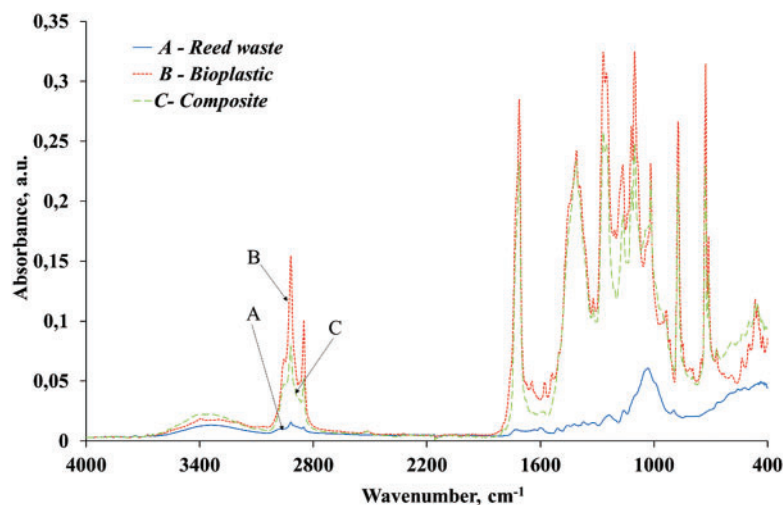 0,35
0,3
0,25
0,2
0,15
0,1
0,05
0
Absorbance, a.u.
A - Reed waste
B - Bioplastic
C- Composite
B
A
C
4000 3400 2800 2200 1600 1000 400
Wavenumber, cm⁻¹